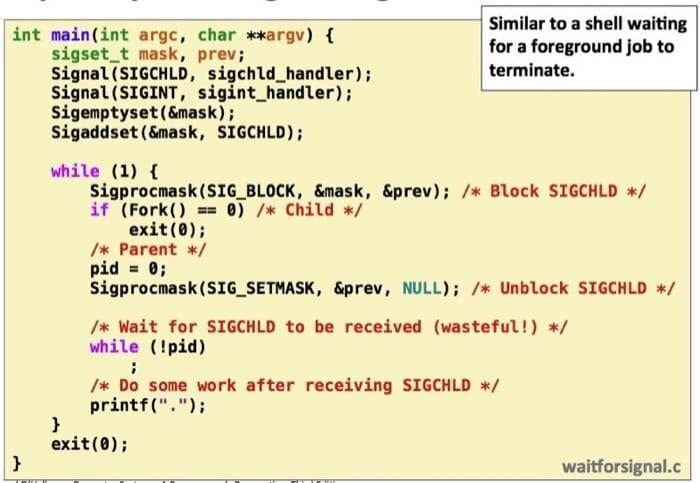 Similar to a shell waiting
for a foreground job to
terminate.
int main(int argc, char **argv) {
sigset_t mask, prev;
Signal(SIGCHLD, sigchld_handler);
Signal(SIGINT, sigint_handler);
Sigemptyset(&mask);
Sigaddset(&mask, SIGCHLD);
while (1) {
Sigprocmask(SIG_BLOCK, &mask, &prev); /* Block SIGCHLD */
if (Fork() == 0) /* Child */
exit(0);
/* Parent */
pid = 0;
Sigprocmask(SIG_SETMASK, &prev, NULL); /* Unblock SIGCHLD */
/* Wait for SIGCHLD to be received (wasteful!) */
while (!pid)
;
/* Do some work after receiving SIGCHLD */
printf(".");
}
exit(0);
}
waitforsignal.c